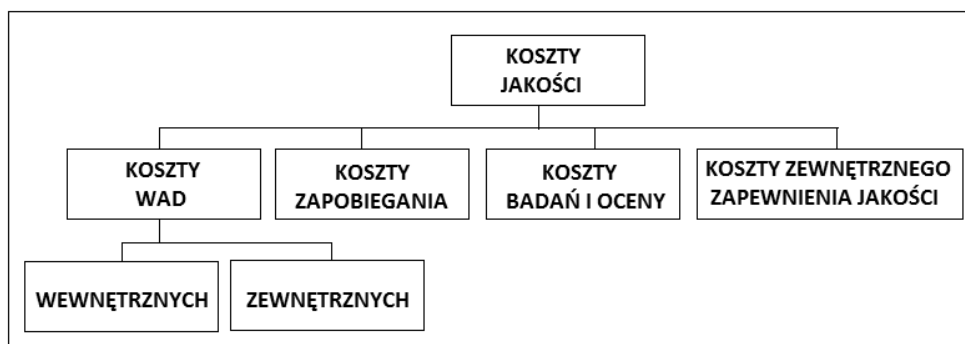 KOSZTY
JAKOŚCI
KOSZTY
WAD
KOSZTY
ZAPOBIEGANIA
KOSZTY
BADAŃ I OCENY
KOSZTY ZEWNĘTRZNEGO
ZAPEWNIENIA JAKOŚCI
WEWNĘTRZNYCH
ZEWNĘTRZNYCH